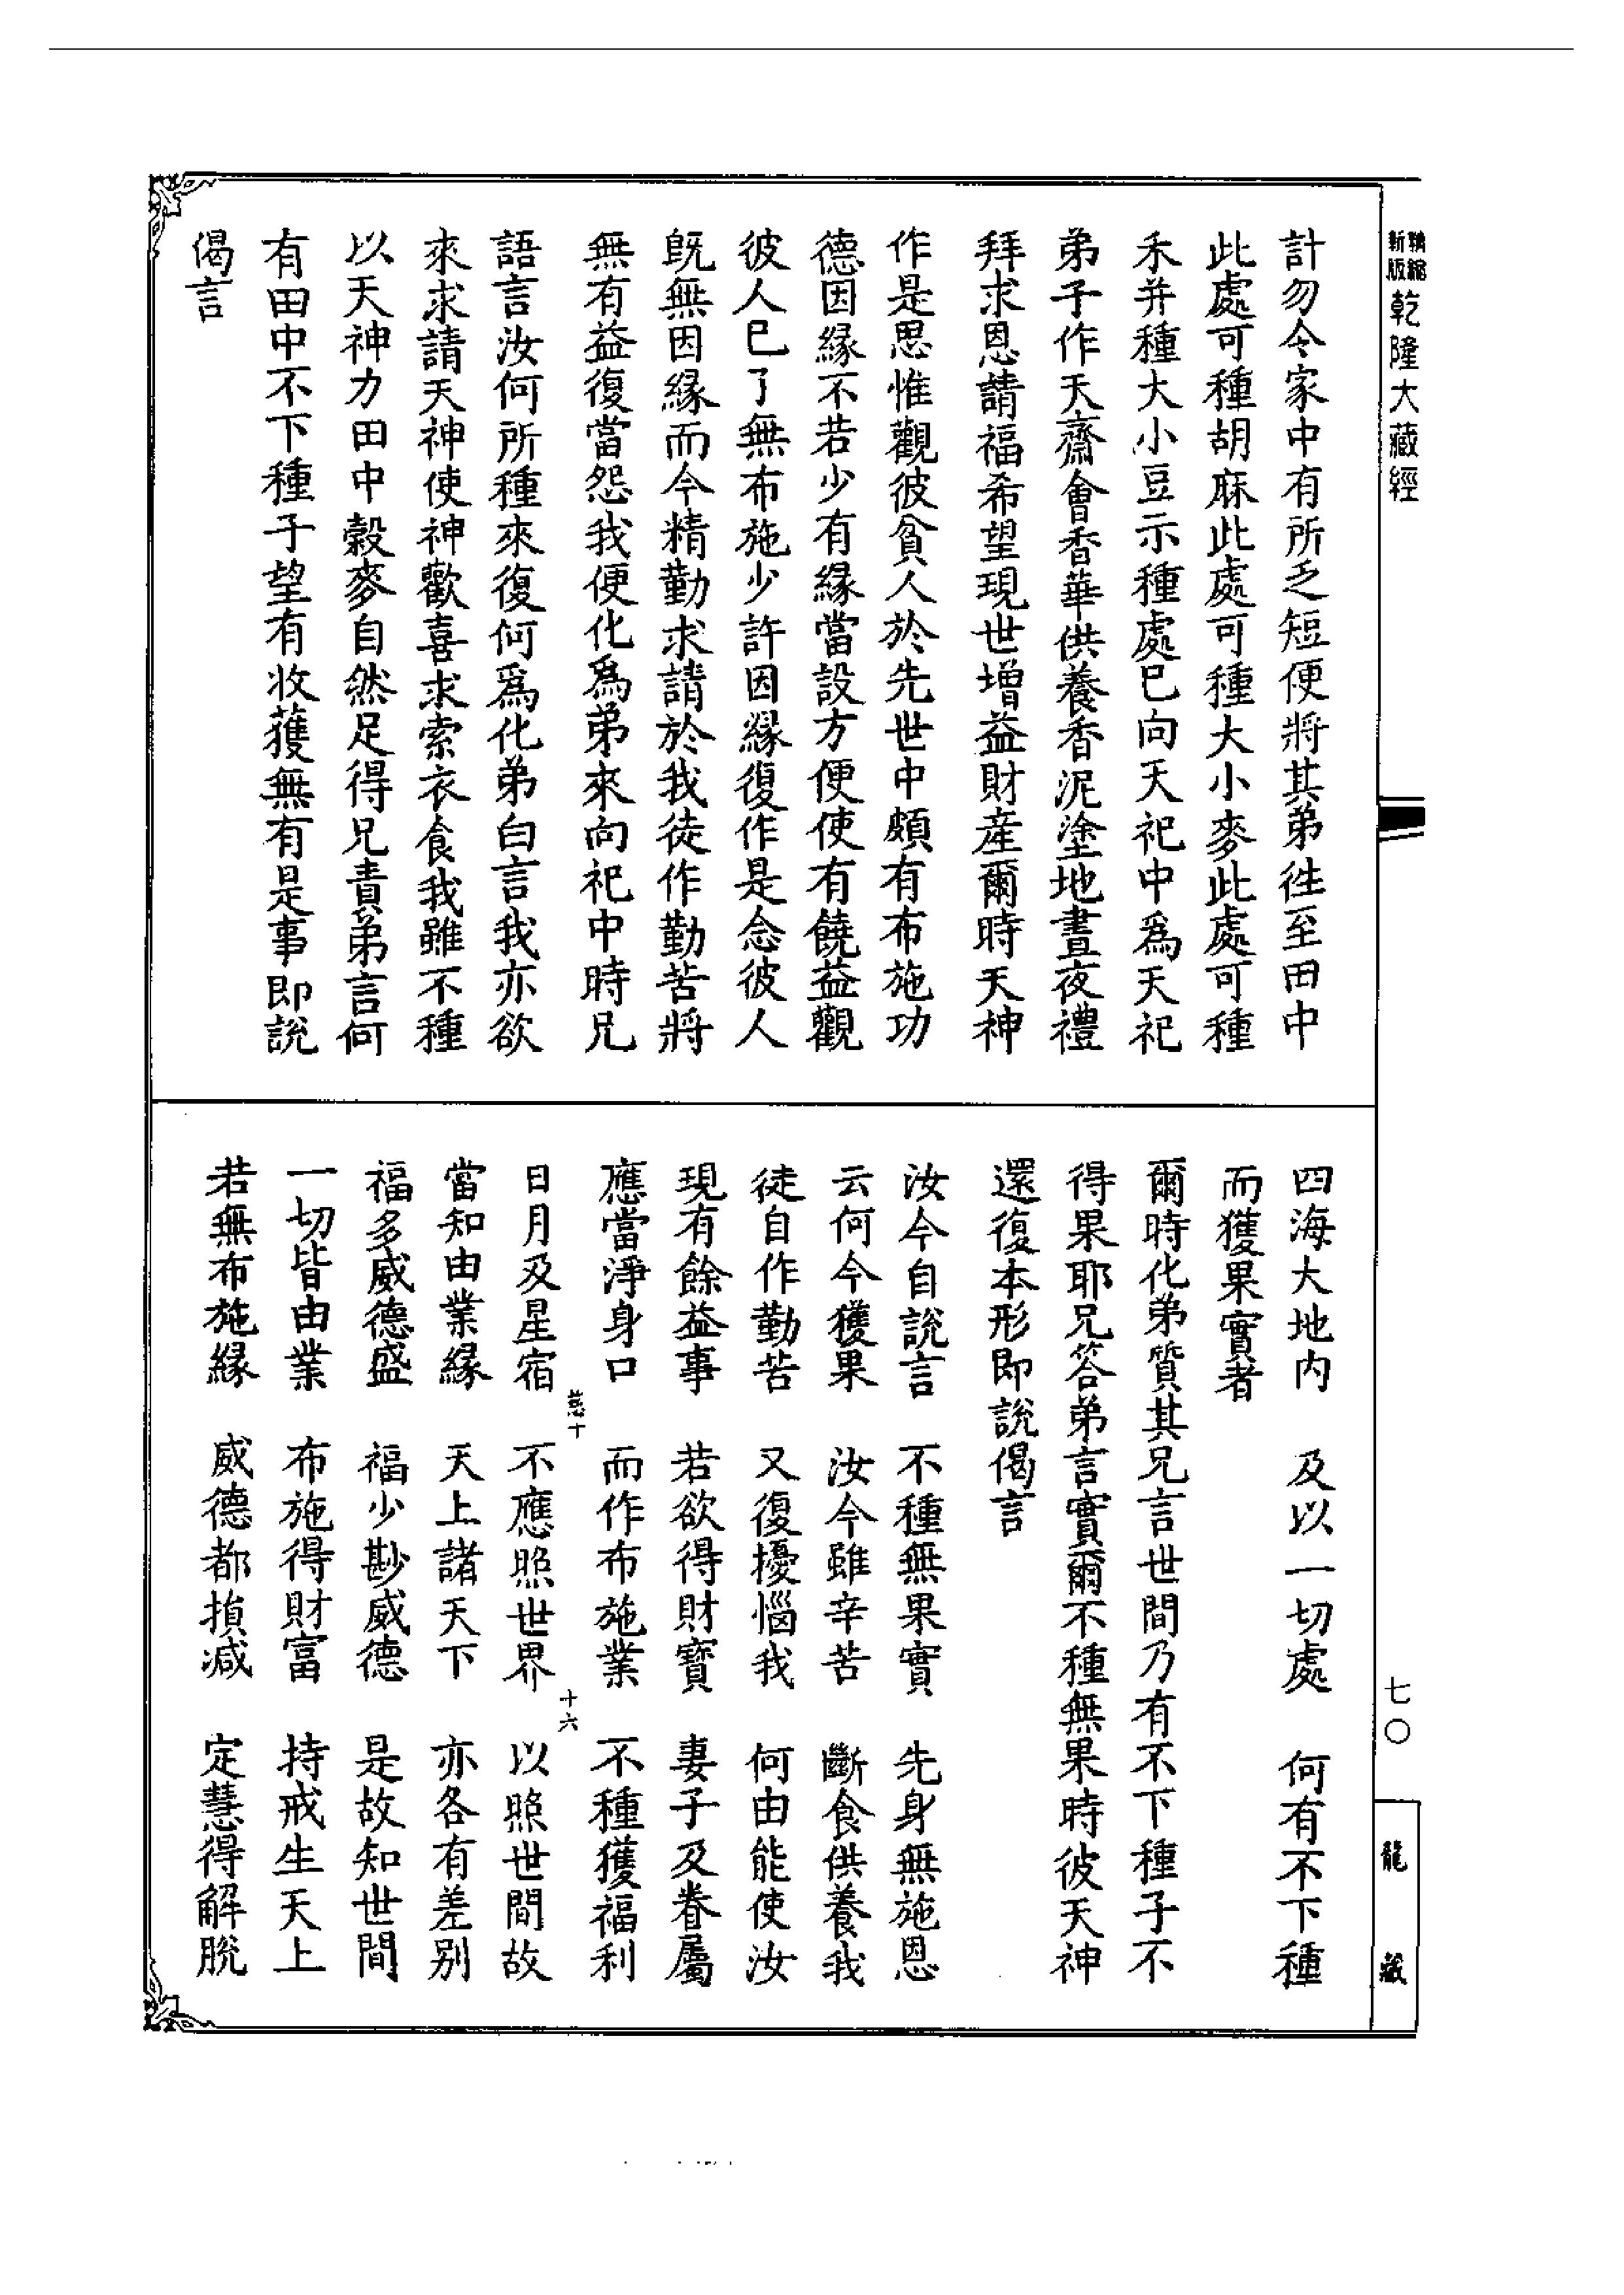 新版精縮乾隆大藏經
計勿令家中有所乏短便將其弟徃至田中
此處可種胡麻此處可種大小麥此處可種
禾并種大小豆示種處已向天祀中爲天祀
弟子作天齋會香華供養香泥塗地晝夜禮
拜求恩請福希望現世增益財産爾時天神
作是思惟觀彼貧人於先世中頗有布施功
德因緣不若少有緣當設方便使有饒益觀
彼人巳了無布施少許因緣復作是念彼人
旣無因緣而今精勤求請於我徒作勤苦將
無有益復當怨我便化爲弟來向祀中時兄
語言汝何所種來復何爲化弟白言我亦欲
來求請天神使神歡喜求索衣食我雖不種
以天神力田中穀麥自然足得兄責弟言何
有田中不下種子望有收獲無有是事即說
偈言
四海大地内　及以一切處　何有不下種
而獲果實者
爾時化弟質其兄言世間乃有不下種子不
得果耶兄答弟言實爾不種無果時彼天神
還復本形即說偈言
汝今自說言　不種無果實　先身無施恩
云何今獲果　汝今雖辛苦　斷食供養我
徒自作勤苦　又復擾惱我　何由能使汝
現有餘益事　若欲得財寶　妻子及眷屬
應當淨身口　而作布施業　不種獲福利
慈十　十六
日月及星宿　不應照世界　以照世間故
當知由業緣　天上諸天下　亦各有差別
福多威德盛　福少尠威德　是故知世間
一切皆由業　布施得財富　持戒生天上
若無布施緣　威德都損減　定慧得解脫
七〇
龍藏